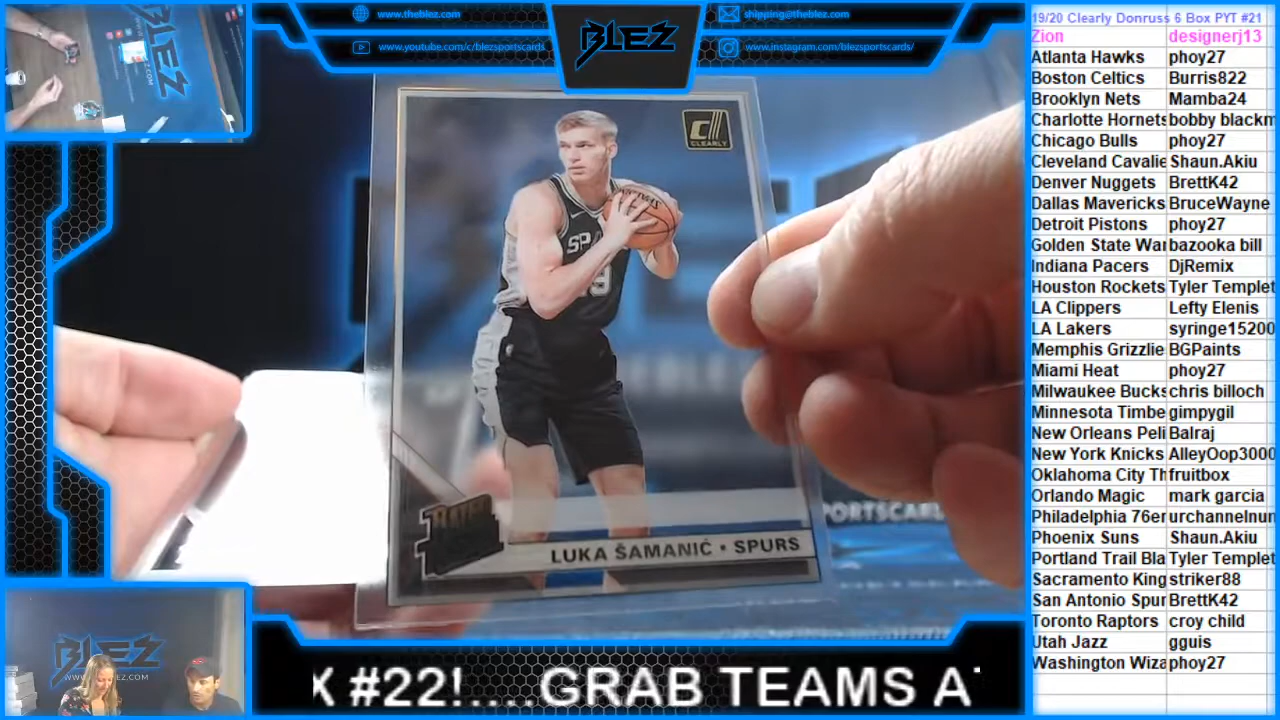 www.theblez.com
www.youtube.com/c/blezsportscards
BLEZ
shipping@theblez.com
www.instagram.com/blezsportscards/
19/20 Clearly Donruss 6 Box PYT #21
Zion designerj13
Atlanta Hawks phoy27
Boston Celtics Burris822
Brooklyn Nets Mamba24
Charlotte Hornets bobby blackm
Chicago Bulls phoy27
Cleveland Cavalie Shaun.Akiu
Denver Nuggets BrettK42
Dallas Mavericks BruceWayne
Detroit Pistons phoy27
Golden State War bazooka bill
Indiana Pacers DjRemix
Houston Rockets Tyler Templet
LA Clippers Lefty Elenis
LA Lakers syringe15200
Memphis Grizzlie BGPaints
Miami Heat phoy27
Milwaukee Bucks chris billoch
Minnesota Timbe gimpygil
New Orleans Peli Balraj
New York Knicks AlleyOop3000
Oklahoma City Th fruitbox
Orlando Magic mark garcia
Philadelphia 76er urchannelnun
Phoenix Suns Shaun.Akiu
Portland Trail Bla Tyler Templet
Sacramento King striker88
San Antonio Spur BrettK42
Toronto Raptors croy child
Utah Jazz gguis
Washington Wiza phoy27
CLEARLY
SPA
19
LUKA ŠAMANIĆ • SPURS
PORTSCARD
BLEZ
X #22!....GRAB TEAMS AT